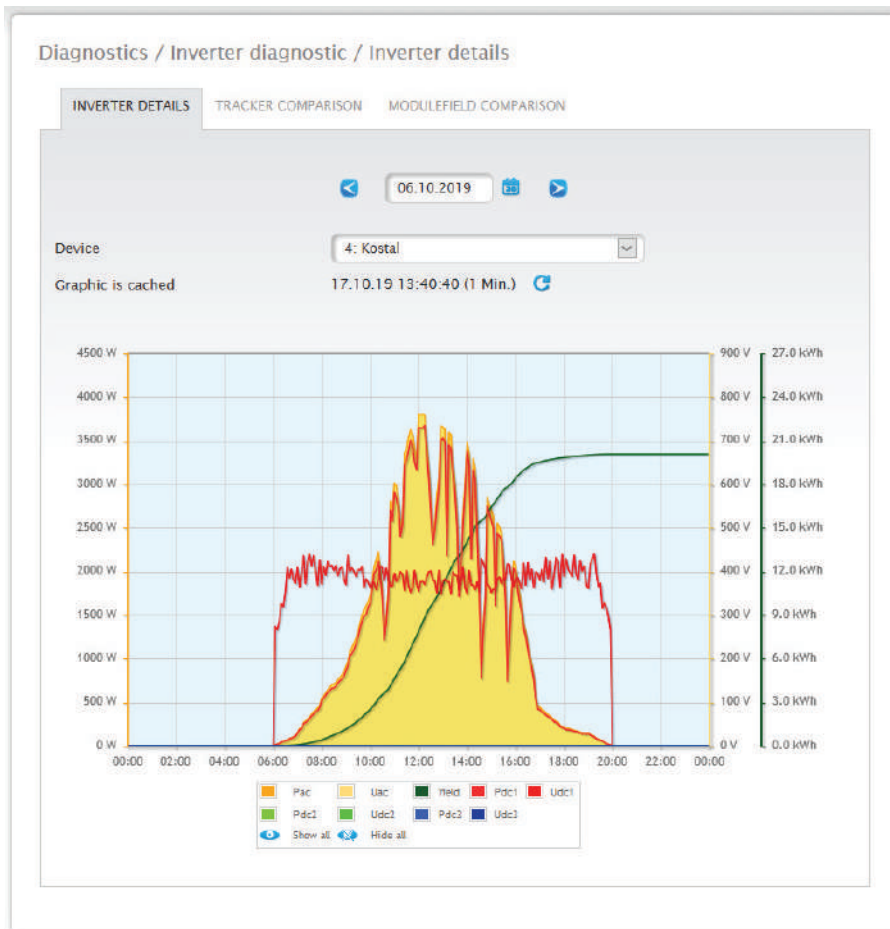 Diagnostics / Inverter diagnostic / Inverter details
INVERTER DETAILS TRACKER COMPARISON MODULEFIELD COMPARISON
06.10.2019
Device 4: Kostal
Graphic is cached 17.10.19 13:40:40 (1 Min.)
4500 W 900 V 27.0 kWh
4000 W 800 V 24.0 kWh
3500 W 700 V 21.0 kWh
3000 W 600 V 18.0 kWh
2500 W 500 V 15.0 kWh
2000 W 400 V 12.0 kWh
1500 W 300 V 9.0 kWh
1000 W 200 V 6.0 kWh
500 W 100 V 3.0 kWh
0 W 0 V 0.0 kWh
00:00 02:00 04:00 06:00 08:00 10:00 12:00 14:00 16:00 18:00 20:00 22:00 00:00
Pac Uac Yield Pdc1 Udc1
Pdc2 Udc2 Pdc3 Udc3
Show all Hide all